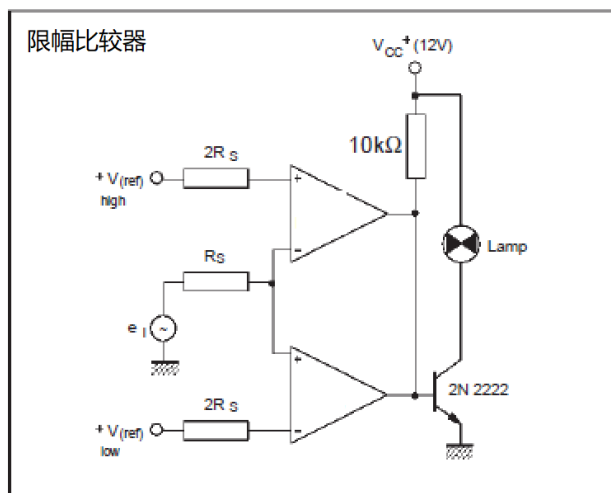 限幅比较器
VCC+ (12V)
10kΩ
2R S
+ V(ref)
high
+
-
RS
Lamp
e I
~
+
-
2R S
+ V(ref)
low
2N 2222